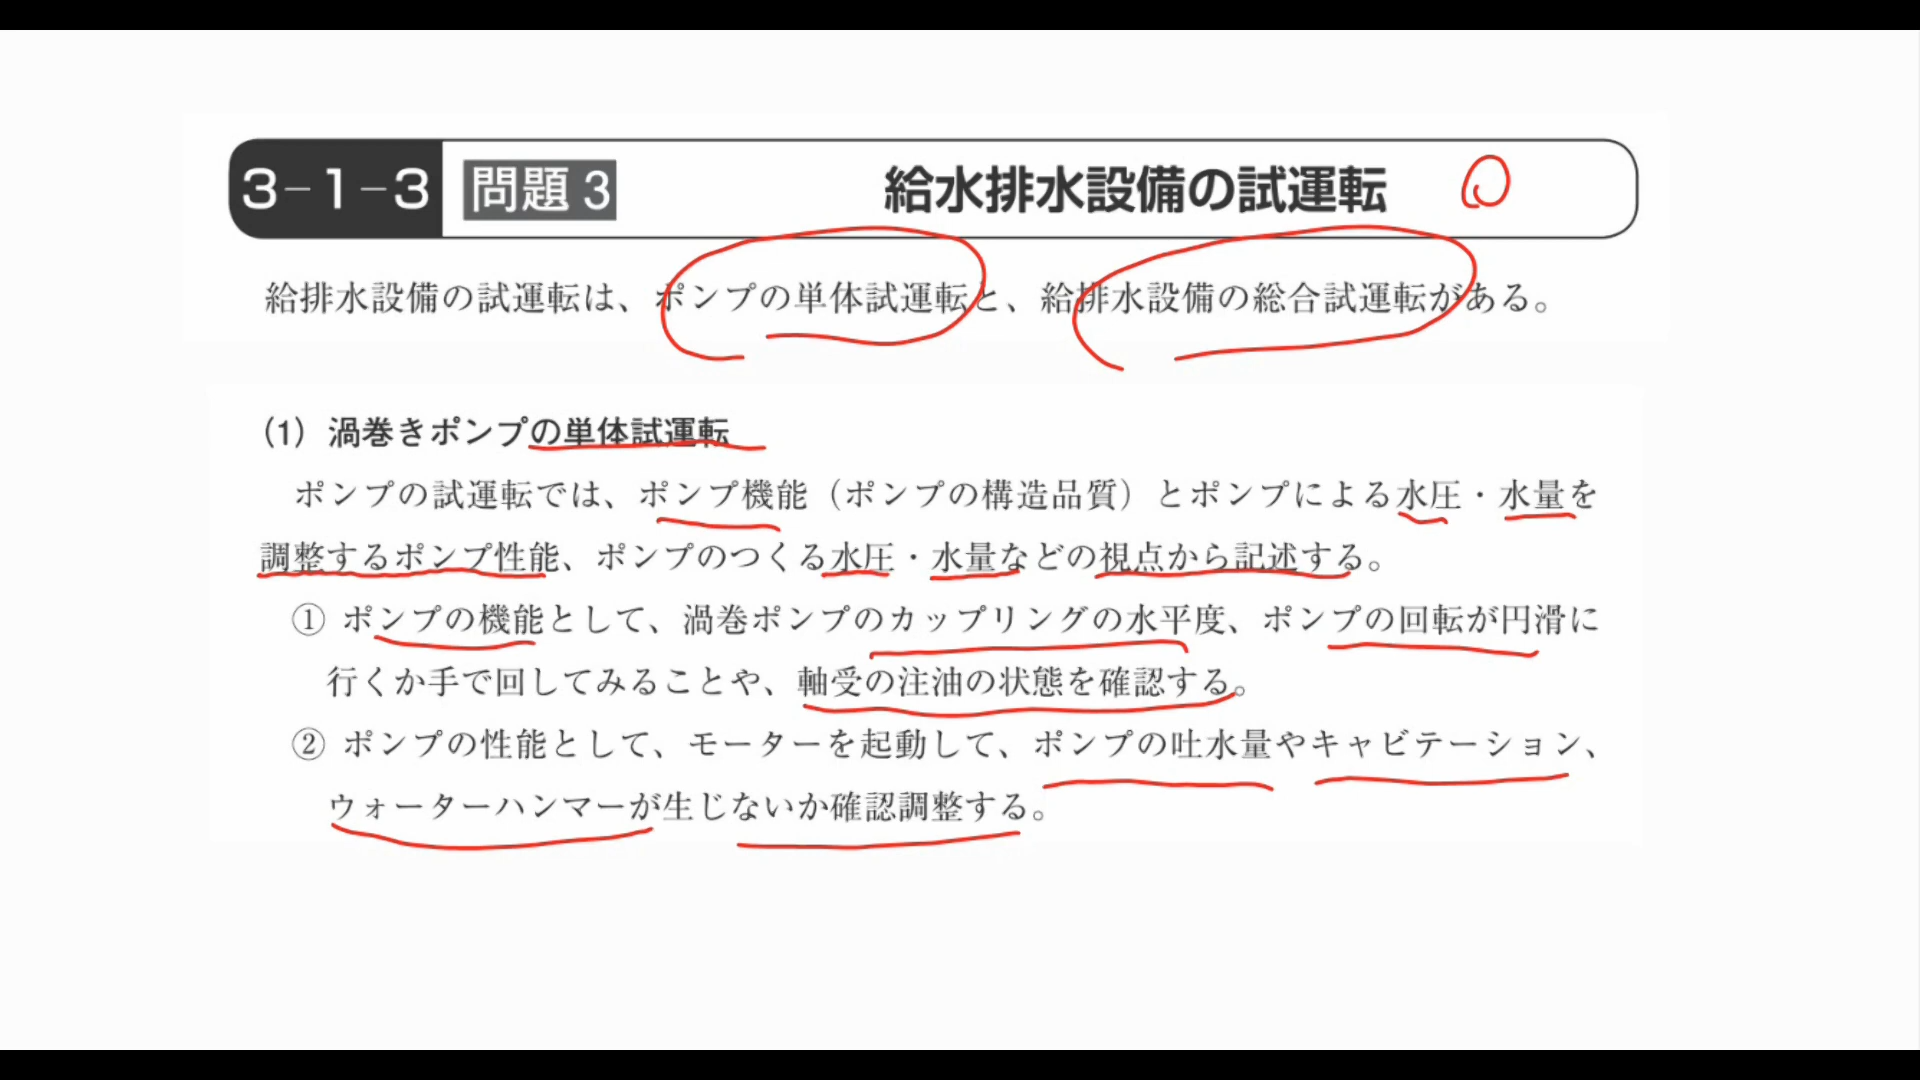 3-1-3 問題3 給水排水設備の試運転
給排水設備の試運転は、ポンプの単体試運転と、給排水設備の総合試運転がある。
(1) 渦巻きポンプの単体試運転
ポンプの試運転では、ポンプ機能（ポンプの構造品質）とポンプによる水圧・水量を
調整するポンプ性能、ポンプのつくる水圧・水量などの視点から記述する。
① ポンプの機能として、渦巻ポンプのカップリングの水平度、ポンプの回転が円滑に
行くか手で回してみることや、軸受の注油の状態を確認する。
② ポンプの性能として、モーターを起動して、ポンプの吐水量やキャビテーション、
ウォーターハンマーが生じないか確認調整する。